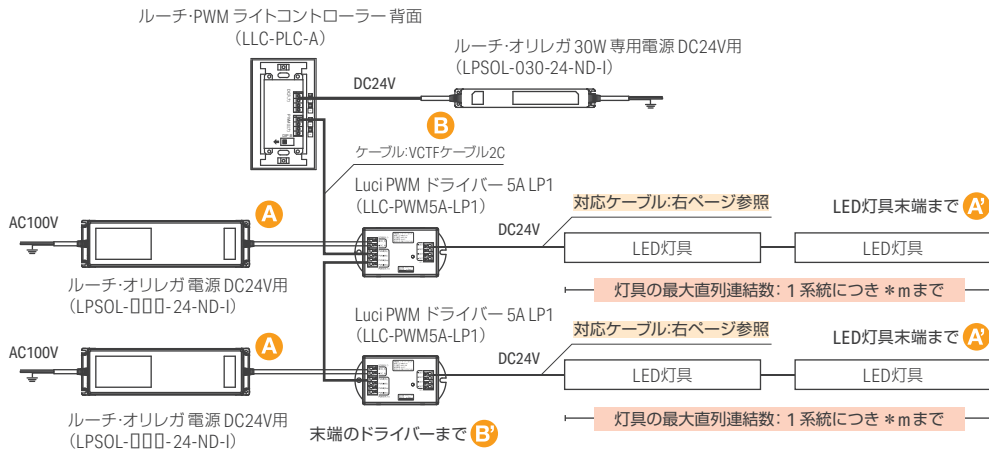 ルーチ・PWM ライトコントローラー 背面
（LLC-PLC-A）
ルーチ・オリレガ 30W 専用電源 DC24V用
（LPSOL-030-24-ND-I）
DC24V
B
ケーブル:VCTFケーブル2C
Luci PWM ドライバー 5A LP1
（LLC-PWM5A-LP1）
対応ケーブル:右ページ参照
LED灯具末端まで A'
AC100V
A
DC24V
LED灯具
LED灯具
ルーチ・オリレガ 電源 DC24V用
（LPSOL-□□□-24-ND-I）
灯具の最大直列連結数: 1 系統につき ＊m まで
Luci PWM ドライバー 5A LP1
（LLC-PWM5A-LP1）
対応ケーブル:右ページ参照
LED灯具末端まで A'
AC100V
A
DC24V
LED灯具
LED灯具
ルーチ・オリレガ 電源 DC24V用
（LPSOL-□□□-24-ND-I）
末端のドライバーまで B'
灯具の最大直列連結数: 1 系統につき ＊m まで